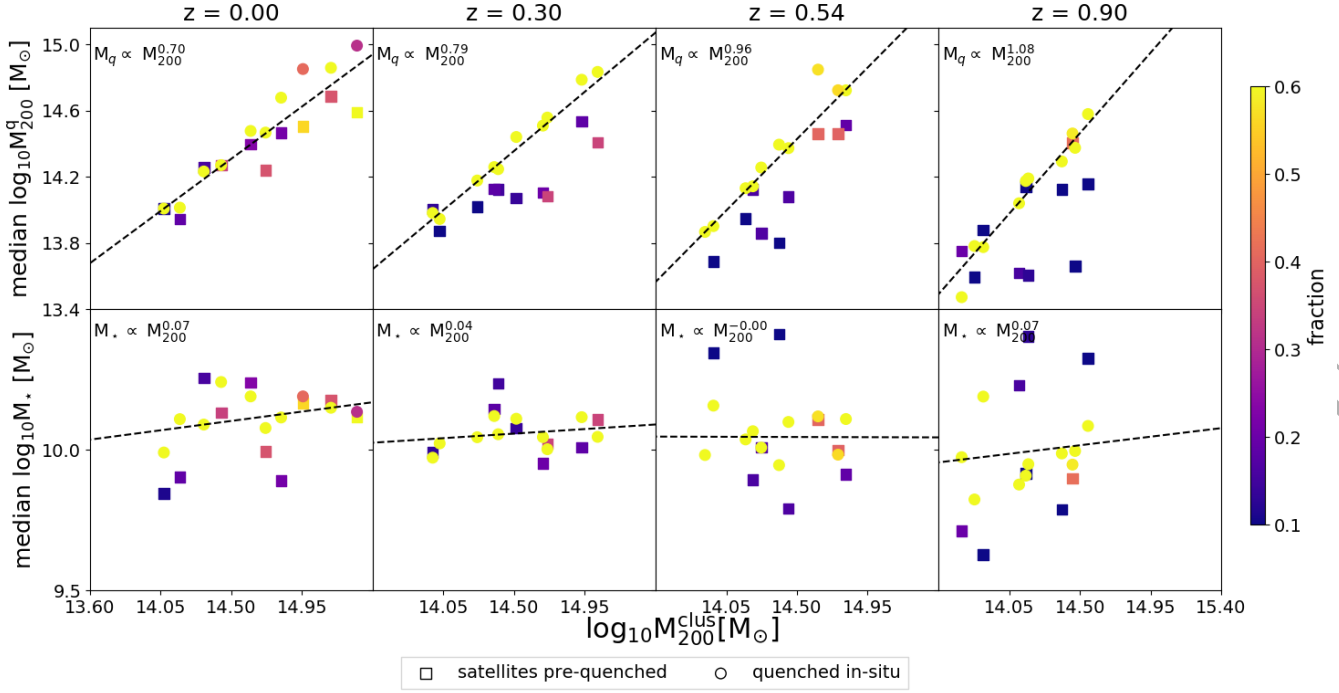 z = 0.00
z = 0.30
z = 0.54
z = 0.90
median log₁₀M^q_200 [M⊙]
15.0
14.6
14.2
13.8
13.4
M_q ∝ M_200^0.70
M_q ∝ M_200^0.79
M_q ∝ M_200^0.96
M_q ∝ M_200^1.08
median log₁₀M⋆ [M⊙]
10.0
9.5
M⋆ ∝ M_200^0.07
M⋆ ∝ M_200^0.04
M⋆ ∝ M_200^−0.00
M⋆ ∝ M_200^0.07
13.60 14.05 14.50 14.95
14.05 14.50 14.95
14.05 14.50 14.95
14.05 14.50 14.95 15.40
log₁₀M^clus_200[M⊙]
0.6
0.5
0.4
0.3
0.2
0.1
fraction
satellites pre-quenched quenched in-situ